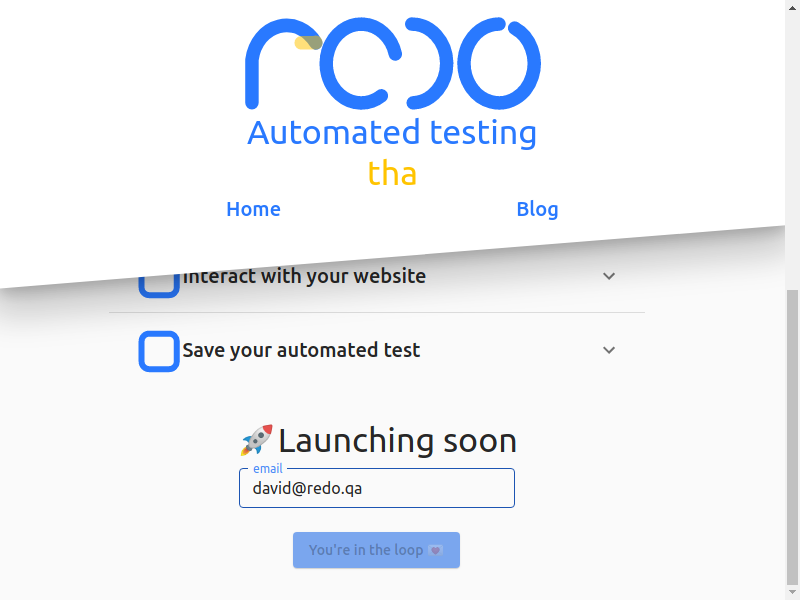 redo
Automated testing
tha
Home Blog
Interact with your website
Save your automated test
🚀 Launching soon
email
david@redo.qa
You're in the loop 💌